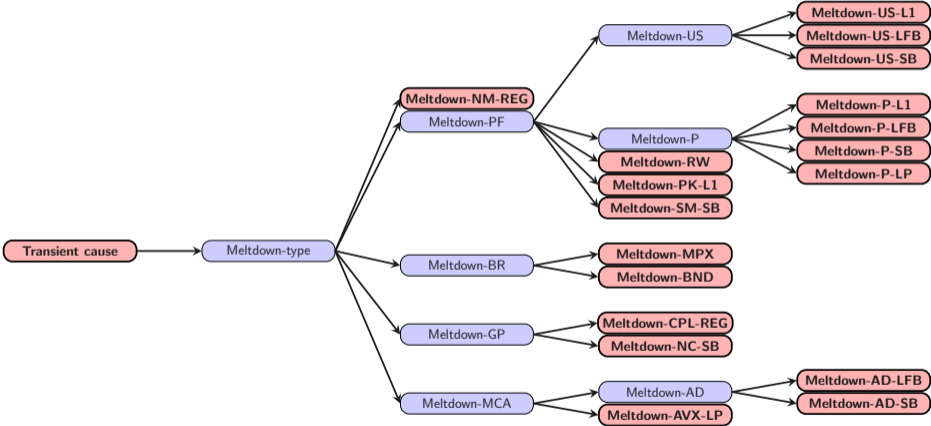 Transient cause
Meltdown-type
Meltdown-NM-REG
Meltdown-PF
Meltdown-US
Meltdown-US-L1
Meltdown-US-LFB
Meltdown-US-SB
Meltdown-P
Meltdown-P-L1
Meltdown-P-LFB
Meltdown-P-SB
Meltdown-P-LP
Meltdown-RW
Meltdown-PK-L1
Meltdown-SM-SB
Meltdown-BR
Meltdown-MPX
Meltdown-BND
Meltdown-GP
Meltdown-CPL-REG
Meltdown-NC-SB
Meltdown-MCA
Meltdown-AD
Meltdown-AD-LFB
Meltdown-AD-SB
Meltdown-AVX-LP